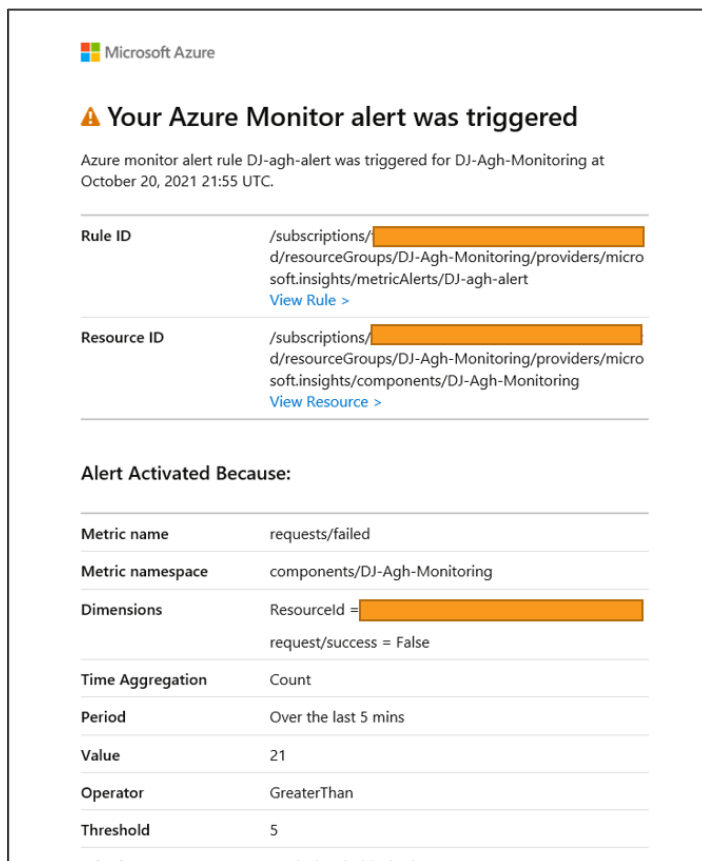 Microsoft Azure
Your Azure Monitor alert was triggered
Azure monitor alert rule DJ-agh-alert was triggered for DJ-Agh-Monitoring at
October 20, 2021 21:55 UTC.
Rule ID /subscriptions/
d/resourceGroups/DJ-Agh-Monitoring/providers/micro
soft.insights/metricAlerts/DJ-agh-alert
View Rule >
Resource ID /subscriptions/
d/resourceGroups/DJ-Agh-Monitoring/providers/micro
soft.insights/components/DJ-Agh-Monitoring
View Resource >
Alert Activated Because:
Metric name requests/failed
Metric namespace components/DJ-Agh-Monitoring
Dimensions ResourceId =
request/success = False
Time Aggregation Count
Period Over the last 5 mins
Value 21
Operator GreaterThan
Threshold 5